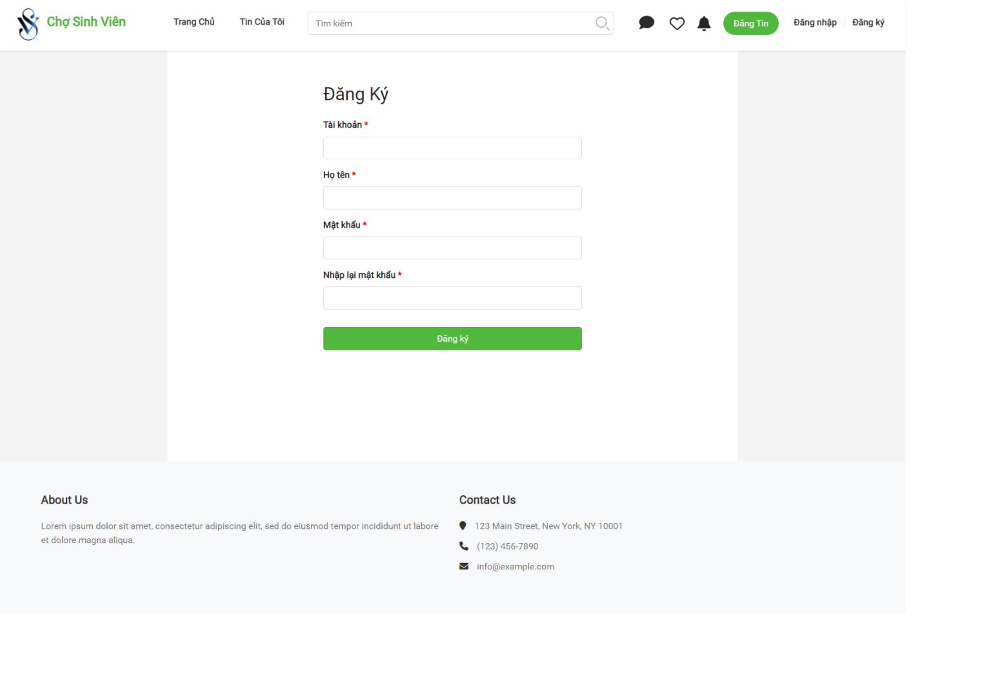 Chợ Sinh Viên
Trang Chủ
Tin Của Tôi
Tìm kiếm
Đăng Tin
Đăng nhập
Đăng ký
Đăng Ký
Tài khoản *
Họ tên *
Mật khẩu *
Nhập lại mật khẩu *
Đăng ký
About Us
Lorem ipsum dolor sit amet, consectetur adipiscing elit, sed do eiusmod tempor incididunt ut labore
et dolore magna aliqua.
Contact Us
123 Main Street, New York, NY 10001
(123) 456-7890
info@example.com